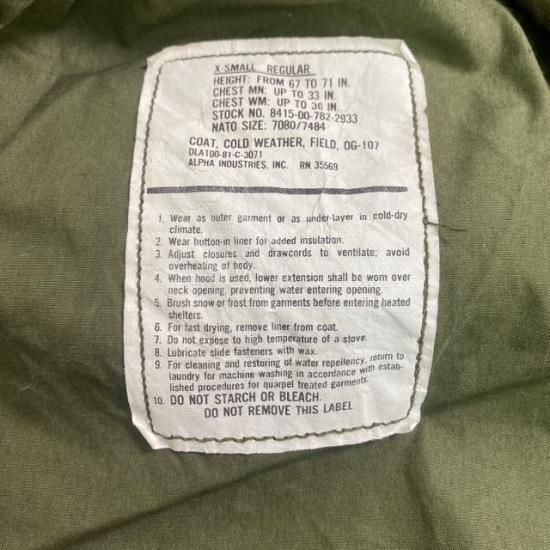 X-SMALL REGULAR
HEIGHT: FROM 67 TO 71 IN.
CHEST MN: UP TO 33 IN.
CHEST WM: UP TO 36 IN.
STOCK NO. 8415-00-782-2933
NATO SIZE: 7080/7484
COAT, COLD WEATHER, FIELD, OG-107
DLA100-81-C-3071
ALPHA INDUSTRIES, INC. RN 35569
1. Wear as outer garment or as under-layer in cold-dry
climate.
2. Wear button-in liner for added insulation.
3. Adjust closures and drawcords to ventilate; avoid
overheating of body.
4. When hood is used, lower extension shall be worn over
neck opening, preventing water entering opening.
5. Brush snow or frost from garments before entering heated
shelters.
6. For fast drying, remove liner from coat.
7. Do not expose to high temperature of a stove.
8. Lubricate slide fasteners with wax.
9. For cleaning and restoring of water repellency, return to
laundry for machine washing in accordance with estab-
lished procedures for quarpel treated garments.
10. DO NOT STARCH OR BLEACH.
DO NOT REMOVE THIS LABEL